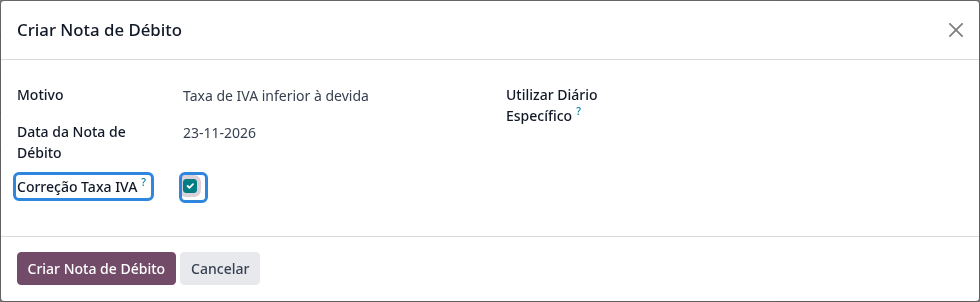 Criar Nota de Débito
Motivo
Taxa de IVA inferior à devida
Data da Nota de
Débito
23-11-2026
Correção Taxa IVA ?
Utilizar Diário
Específico ?
Criar Nota de Débito
Cancelar